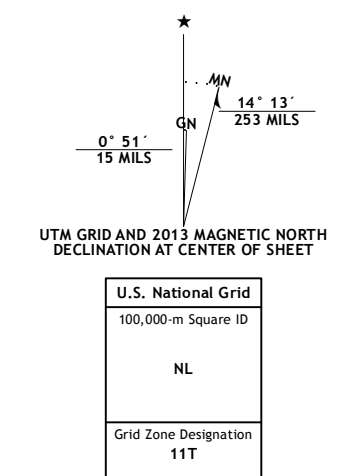 ★
MN
GN
14° 13´
253 MILS
0° 51´
15 MILS
UTM GRID AND 2013 MAGNETIC NORTH
DECLINATION AT CENTER OF SHEET
U.S. National Grid
100,000-m Square ID
NL
Grid Zone Designation
11T